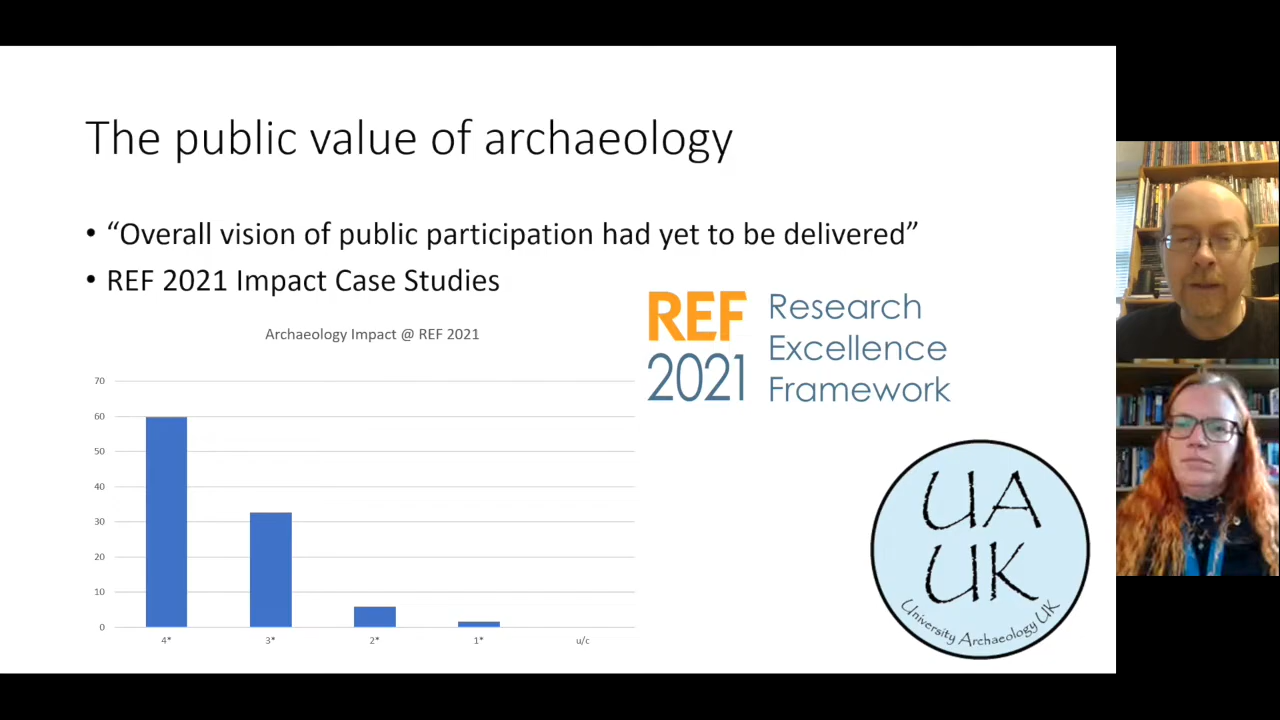 The public value of archaeology
• “Overall vision of public participation had yet to be delivered”
• REF 2021 Impact Case Studies
REF Research
2021 Excellence
Framework
Archaeology Impact @ REF 2021
70
60
50
40
30
20
10
0
4* 3* 2* 1* u/c
UA
UK
University Archaeology UK